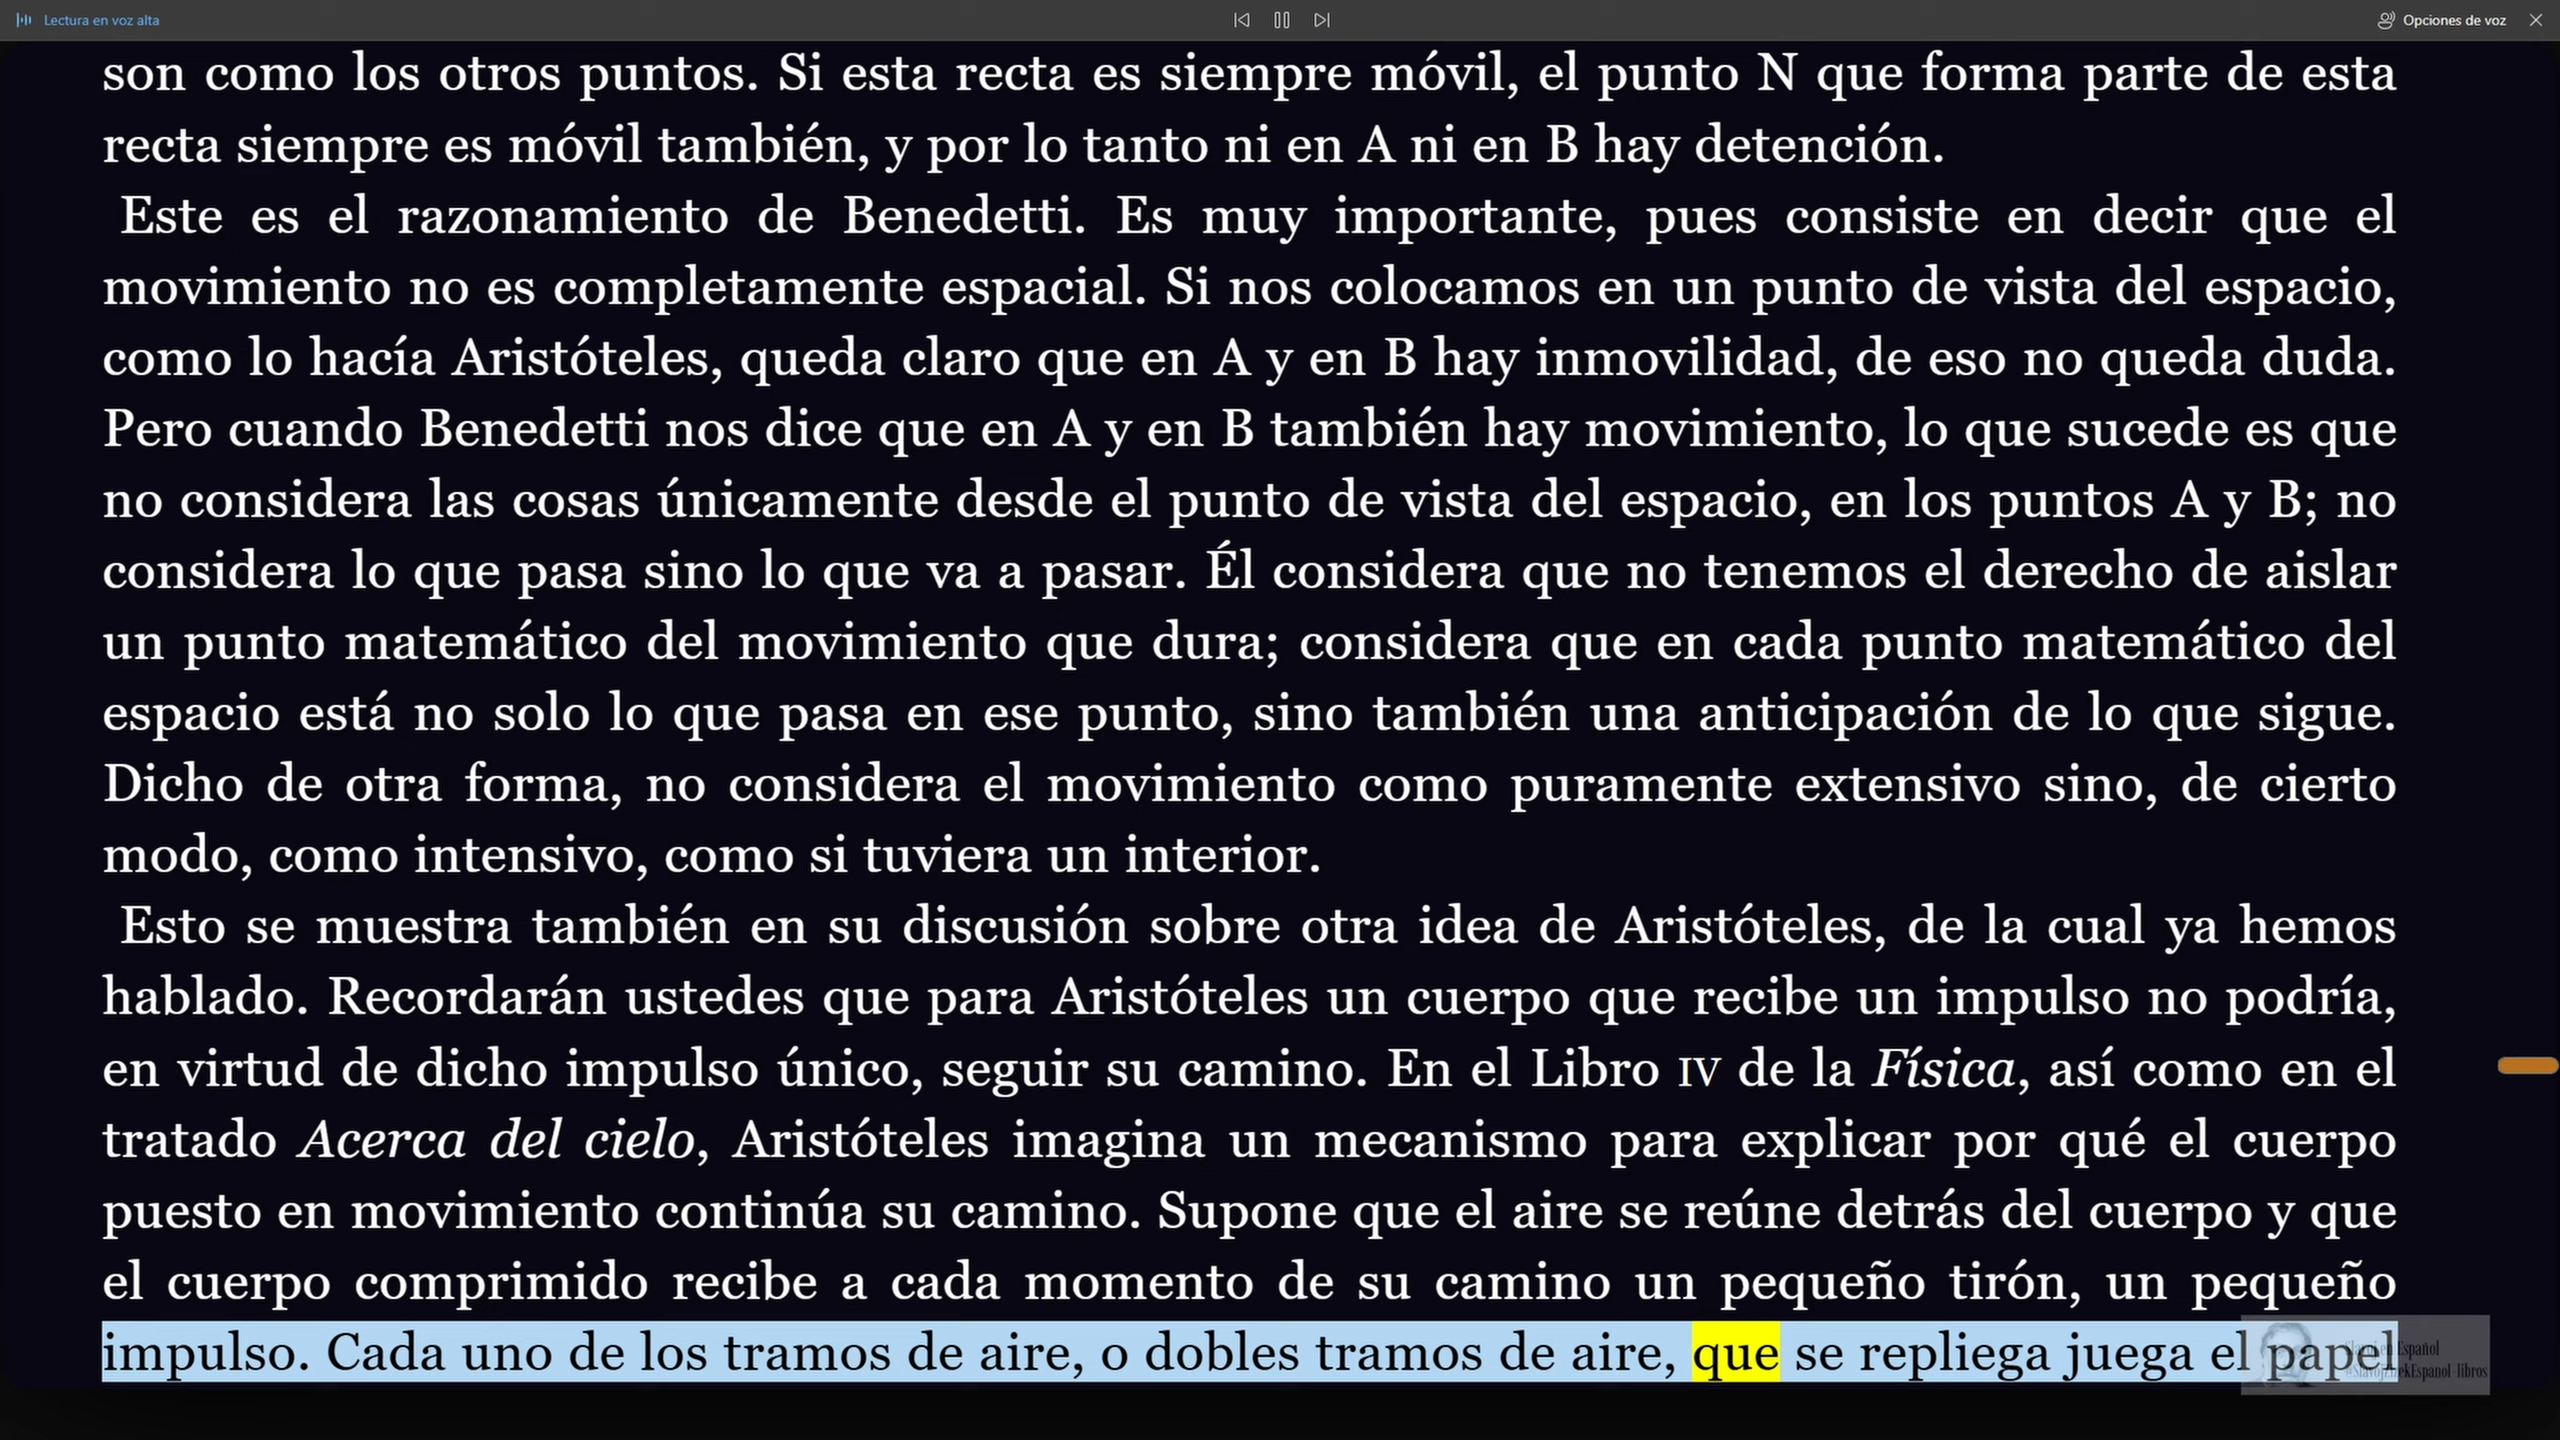 Lectura en voz alta
Opciones de voz
son como los otros puntos. Si esta recta es siempre móvil, el punto N que forma parte de esta
recta siempre es móvil también, y por lo tanto ni en A ni en B hay detención.
Este es el razonamiento de Benedetti. Es muy importante, pues consiste en decir que el
movimiento no es completamente espacial. Si nos colocamos en un punto de vista del espacio,
como lo hacía Aristóteles, queda claro que en A y en B hay inmovilidad, de eso no queda duda.
Pero cuando Benedetti nos dice que en A y en B también hay movimiento, lo que sucede es que
no considera las cosas únicamente desde el punto de vista del espacio, en los puntos A y B; no
considera lo que pasa sino lo que va a pasar. Él considera que no tenemos el derecho de aislar
un punto matemático del movimiento que dura; considera que en cada punto matemático del
espacio está no solo lo que pasa en ese punto, sino también una anticipación de lo que sigue.
Dicho de otra forma, no considera el movimiento como puramente extensivo sino, de cierto
modo, como intensivo, como si tuviera un interior.
Esto se muestra también en su discusión sobre otra idea de Aristóteles, de la cual ya hemos
hablado. Recordarán ustedes que para Aristóteles un cuerpo que recibe un impulso no podría,
en virtud de dicho impulso único, seguir su camino. En el Libro IV de la Física, así como en el
tratado Acerca del cielo, Aristóteles imagina un mecanismo para explicar por qué el cuerpo
puesto en movimiento continúa su camino. Supone que el aire se reúne detrás del cuerpo y que
el cuerpo comprimido recibe a cada momento de su camino un pequeño tirón, un pequeño
impulso. Cada uno de los tramos de aire, o dobles tramos de aire, que se repliega juega el papel
Español